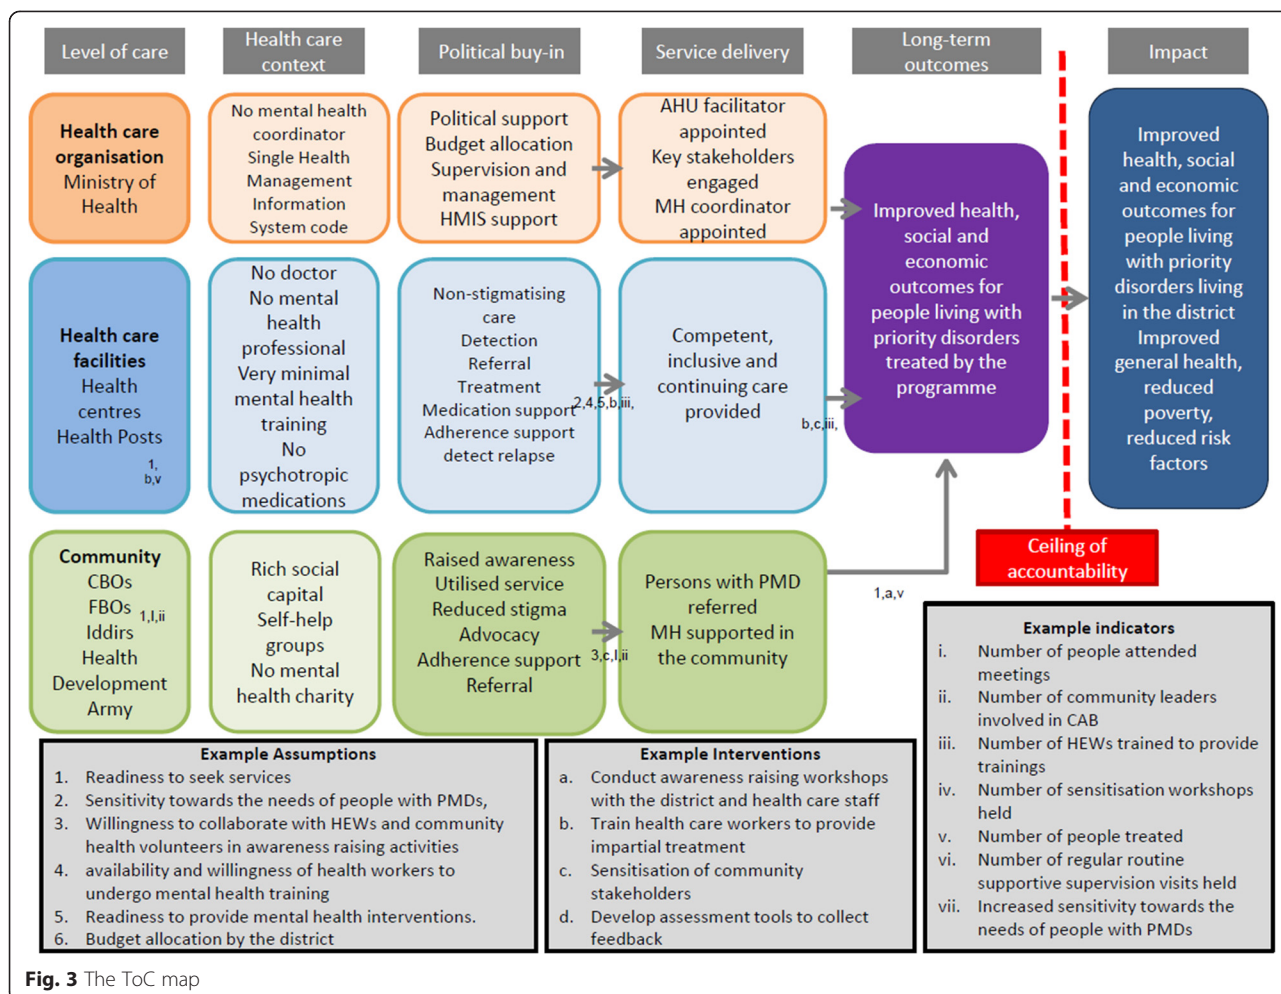 Level of care
Health care
context
Political buy-in
Service delivery
Long-term
outcomes
Impact
Health care
organisation
Ministry of
Health
No mental health
coordinator
Single Health
Management
Information
System code
Political support
Budget allocation
Supervision and
management
HMIS support
AHU facilitator
appointed
Key stakeholders
engaged
MH coordinator
appointed
Health care
facilities
Health
centres
Health Posts
1,
b,v
No doctor
No mental
health
professional
Very minimal
mental health
training
No
psychotropic
medications
Non-stigmatising
care
Detection
Referral
Treatment
Medication support
Adherence support
detect relapse
2,4,5,b,iii,
Competent,
inclusive and
continuing care
provided
b,c,iii,
Community
CBOs
FBOs
1,I,ii
Iddirs
Health
Development
Army
Rich social
capital
Self-help
groups
No mental
health charity
Raised awareness
Utilised service
Reduced stigma
Advocacy
Adherence support
Referral
3,c,I,ii
Persons with PMD
referred
MH supported in
the community
1,a,v
Improved health,
social and
economic
outcomes for
people living with
priority disorders
treated by the
programme
Improved
health, social
and economic
outcomes for
people living
with priority
disorders living
in the district
Improved
general health,
reduced
poverty,
reduced risk
factors
Ceiling of
accountability
Example Assumptions
1. Readiness to seek services
2. Sensitivity towards the needs of people with PMDs,
3. Willingness to collaborate with HEWs and community
health volunteers in awareness raising activities
4. availability and willingness of health workers to
undergo mental health training
5. Readiness to provide mental health interventions.
6. Budget allocation by the district
Example Interventions
a. Conduct awareness raising workshops
with the district and health care staff
b. Train health care workers to provide
impartial treatment
c. Sensitisation of community
stakeholders
d. Develop assessment tools to collect
feedback
Example indicators
i. Number of people attended
meetings
ii. Number of community leaders
involved in CAB
iii. Number of HEWs trained to provide
trainings
iv. Number of sensitisation workshops
held
v. Number of people treated
vi. Number of regular routine
supportive supervision visits held
vii. Increased sensitivity towards the
needs of people with PMDs
Fig. 3 The ToC map